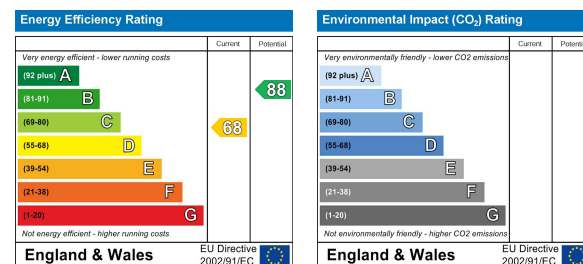 Energy Efficiency Rating
Current Potential
Very energy efficient - lower running costs
(92 plus) A
(81-91) B
88
(69-80) C
68
(55-68) D
(39-54) E
(21-38) F
(1-20) G
Not energy efficient - higher running costs
England & Wales
EU Directive
2002/91/EC
Environmental Impact (CO₂) Rating
Current Potential
Very environmentally friendly - lower CO2 emissions
(92 plus) A
(81-91) B
(69-80) C
(55-68) D
(39-54) E
(21-38) F
(1-20) G
Not environmentally friendly - higher CO2 emissions
England & Wales
EU Directive
2002/91/EC